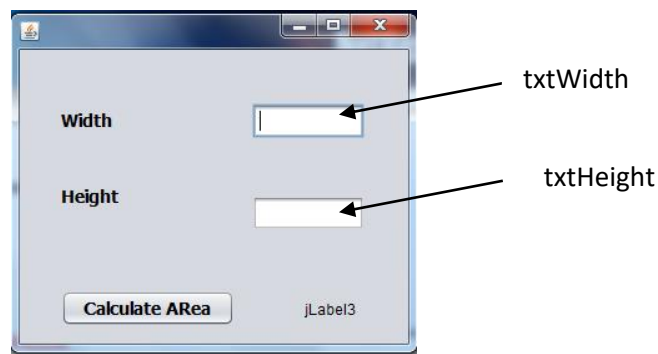 txtWidth
Width
txtHeight
Height
Calculate ARea
jLabel3